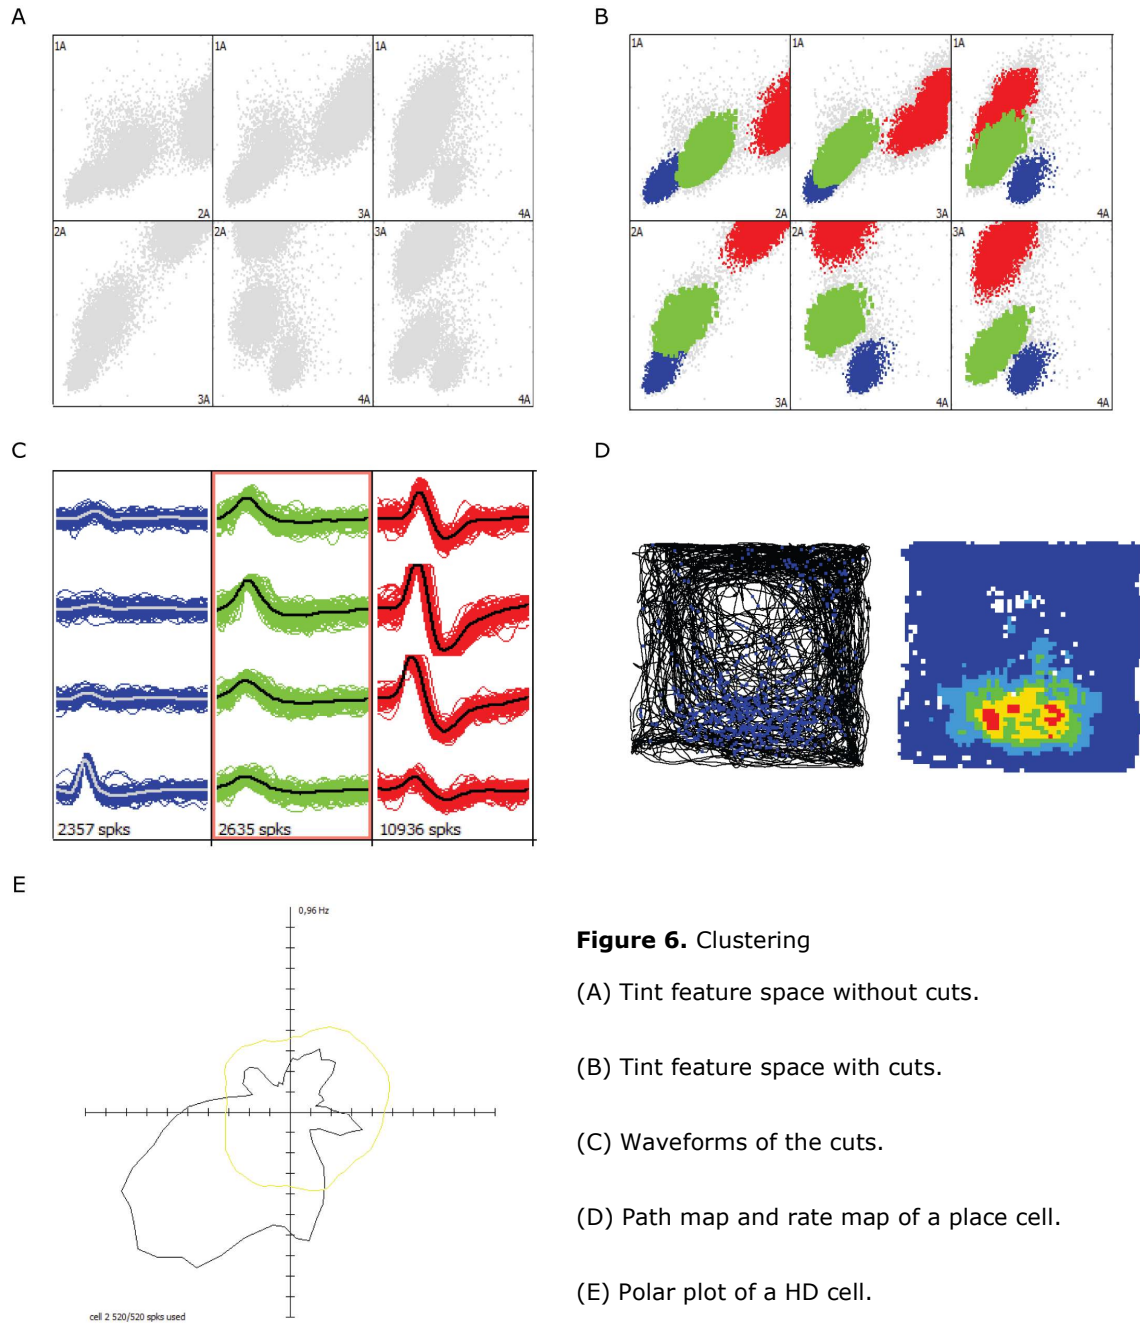 A
B
1A
1A
1A
2A
3A
4A
2A
2A
3A
3A
4A
4A
1A
1A
1A
2A
3A
4A
2A
2A
3A
3A
4A
4A
C
D
2357 spks
2635 spks
10936 spks
E
0,96 Hz
cell 2 520/520 spks used
Figure 6. Clustering
(A) Tint feature space without cuts.
(B) Tint feature space with cuts.
(C) Waveforms of the cuts.
(D) Path map and rate map of a place cell.
(E) Polar plot of a HD cell.